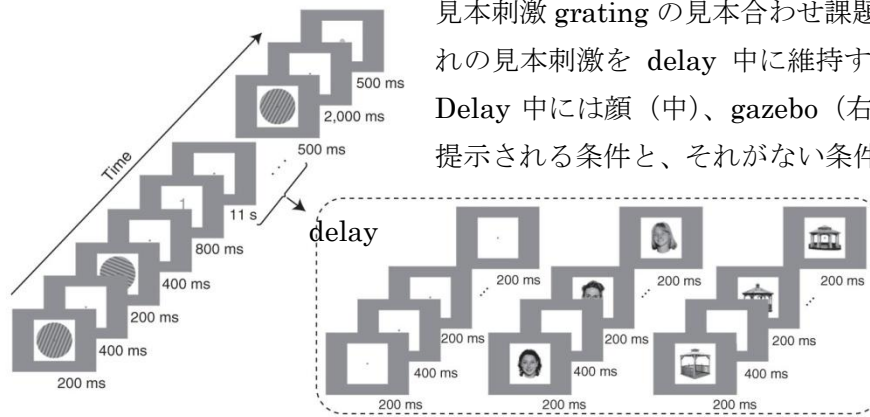 見本刺激 grating の見本合わせ課題
れの見本刺激を delay 中に維持す
Delay 中には顔（中）、gazebo（右
提示される条件と、それがない条件
Time
500 ms
2,000 ms
500 ms
11 s
800 ms
400 ms
200 ms
400 ms
200 ms
delay
200 ms
200 ms
400 ms
200 ms
200 ms
200 ms
400 ms
200 ms
200 ms
200 ms
400 ms
200 ms